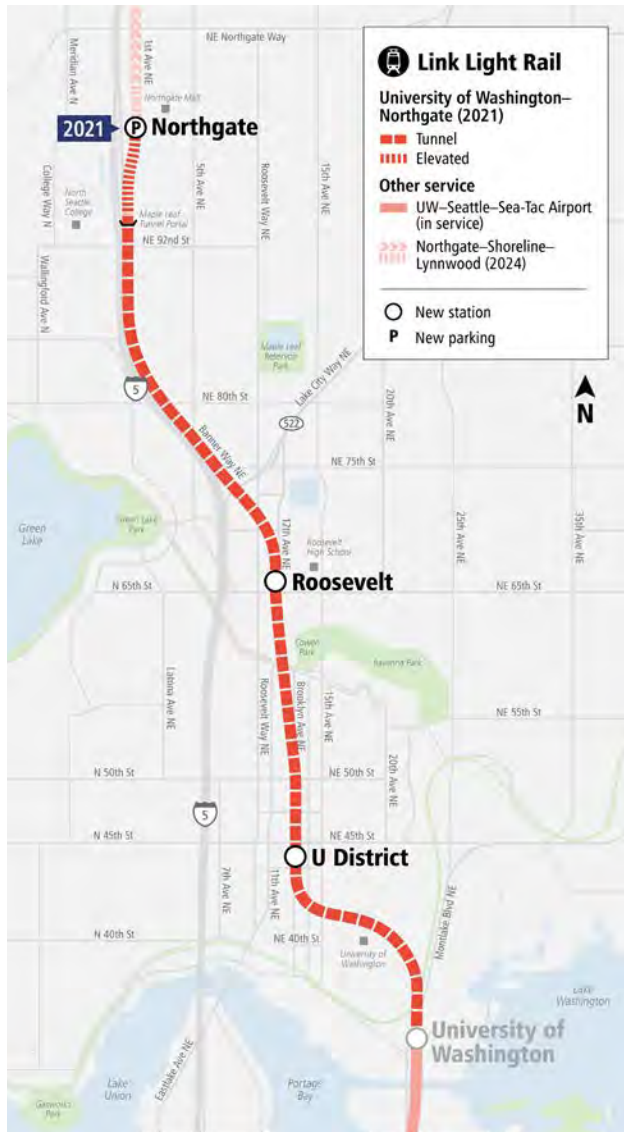 NE Northgate Way
Meridian Ave N
1st Ave NE
Northgate Mall
2021
P
Northgate
5th Ave NE
Roosevelt Way NE
15th Ave NE
College Way N
North
Seattle
College
Maple Leaf
Tunnel Portal
NE 92nd St
Wallingford Ave N
Link Light Rail
University of Washington–
Northgate (2021)
Tunnel
Elevated
Other service
UW–Seattle–Sea-Tac Airport
(in service)
Northgate–Shoreline–
Lynnwood (2024)
New station
P New parking
N
Maple Leaf
Reservoir
Park
Lake City Way NE
5
NE 80th St
20th Ave NE
522
Banner Way NE
NE 75th St
25th Ave NE
35th Ave NE
Green
Lake
Green Lake
Park
12th Ave NE
Roosevelt
High School
Roosevelt
N 65th St
NE 65th St
Cowen
Park
Ravenna Park
Latona Ave NE
Roosevelt Way NE
Brooklyn Ave NE
15th Ave NE
NE 55th St
20th Ave NE
N 50th St
NE 50th St
5
N 45th St
NE 45th St
U District
7th Ave NE
11th Ave NE
Montlake Blvd NE
N 40th St
NE 40th St
University of
Washington
Lake
Washington
University of
Washington
Eastlake Ave NE
Lake
Union
Portage
Bay
Gasworks
Park